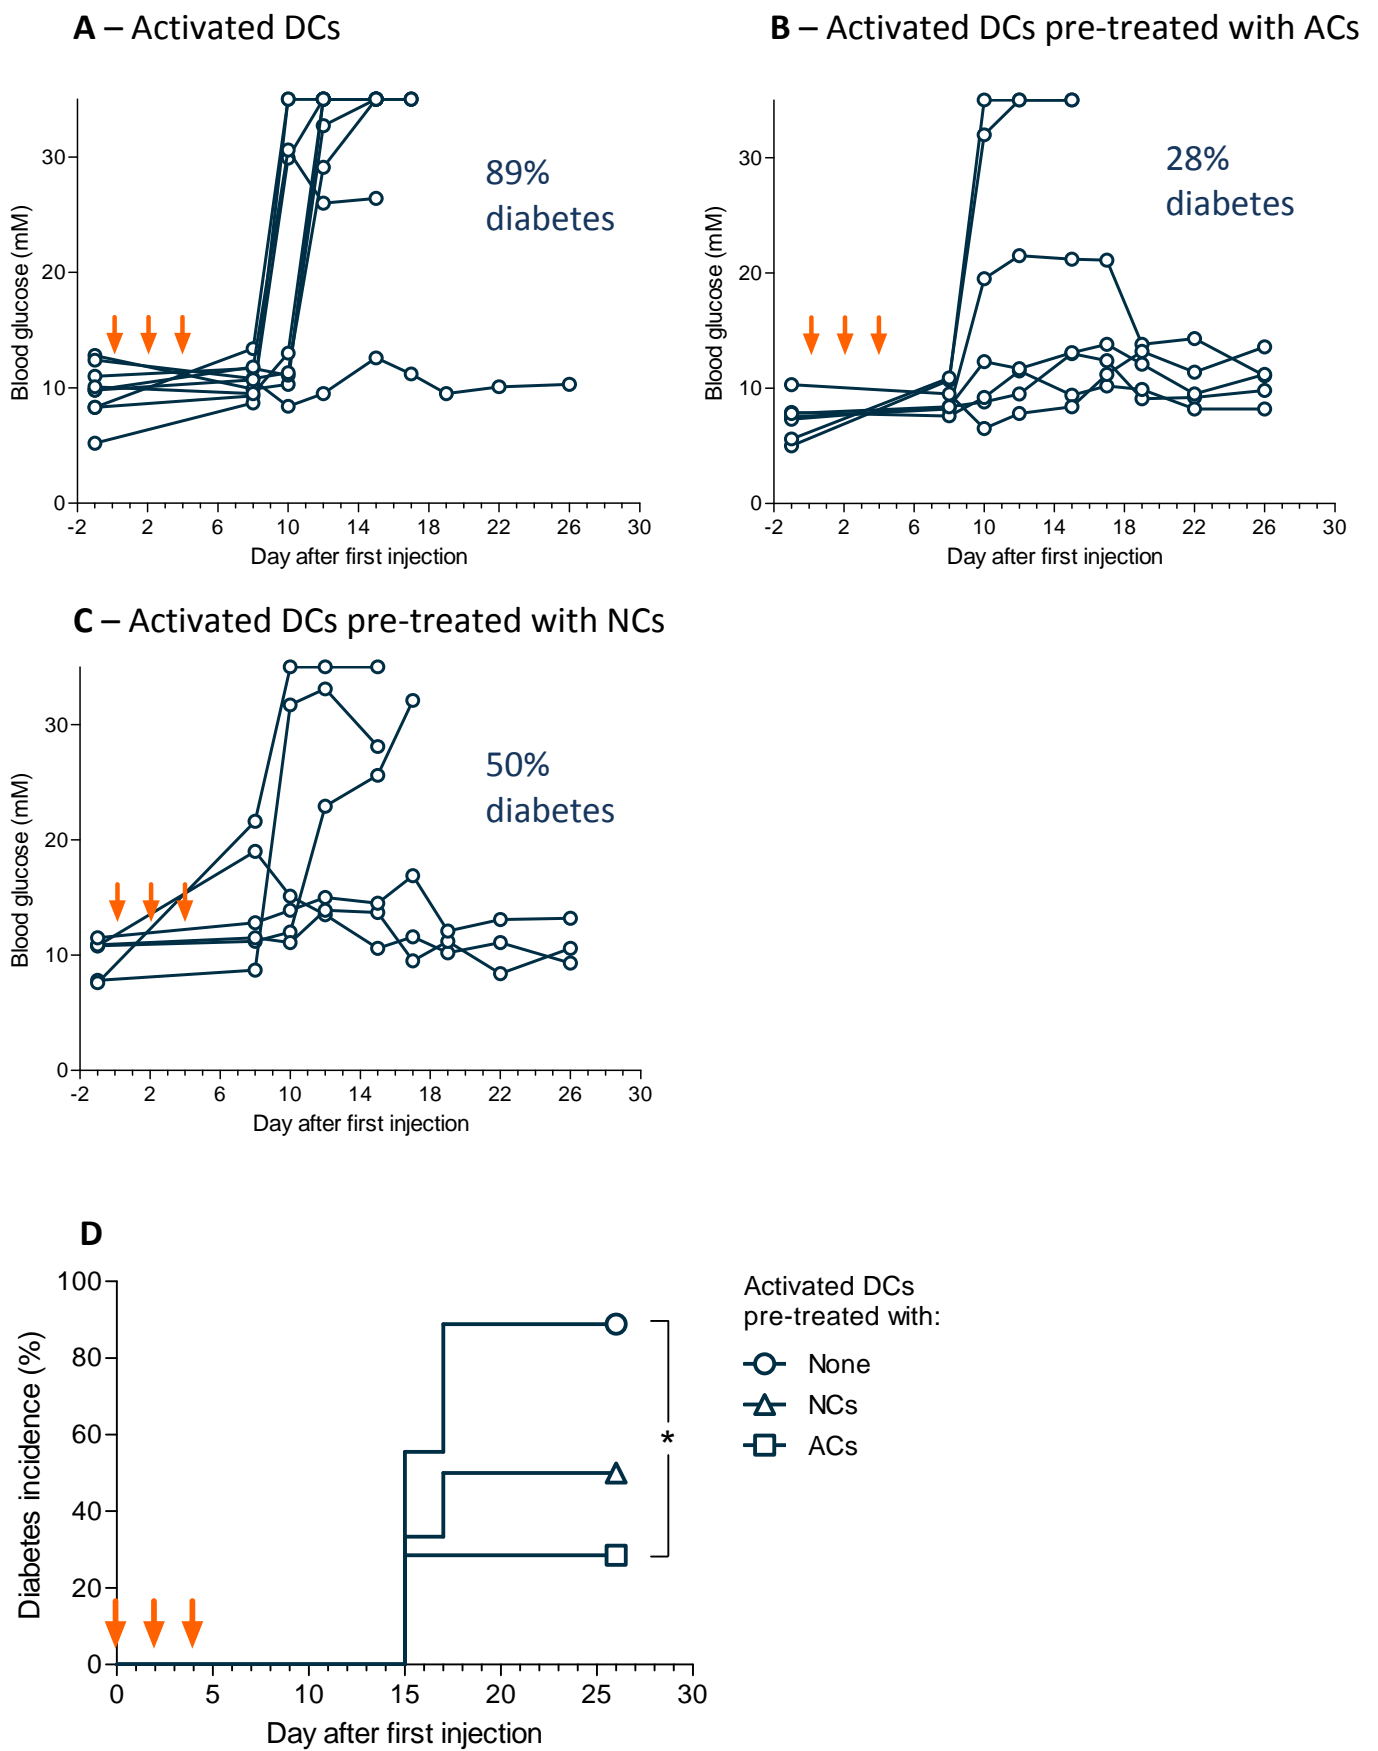 A – Activated DCs
B – Activated DCs pre-treated with ACs
Blood glucose (mM)
30
20
10
0
89%
diabetes
-2 2 6 10 14 18 22 26 30
Day after first injection
Blood glucose (mM)
30
20
10
0
28%
diabetes
-2 2 6 10 14 18 22 26 30
Day after first injection
C – Activated DCs pre-treated with NCs
Blood glucose (mM)
30
20
10
0
50%
diabetes
-2 2 6 10 14 18 22 26 30
Day after first injection
D
Diabetes incidence (%)
100
80
60
40
20
0
*
0 5 10 15 20 25 30
Day after first injection
Activated DCs
pre-treated with:
None
NCs
ACs